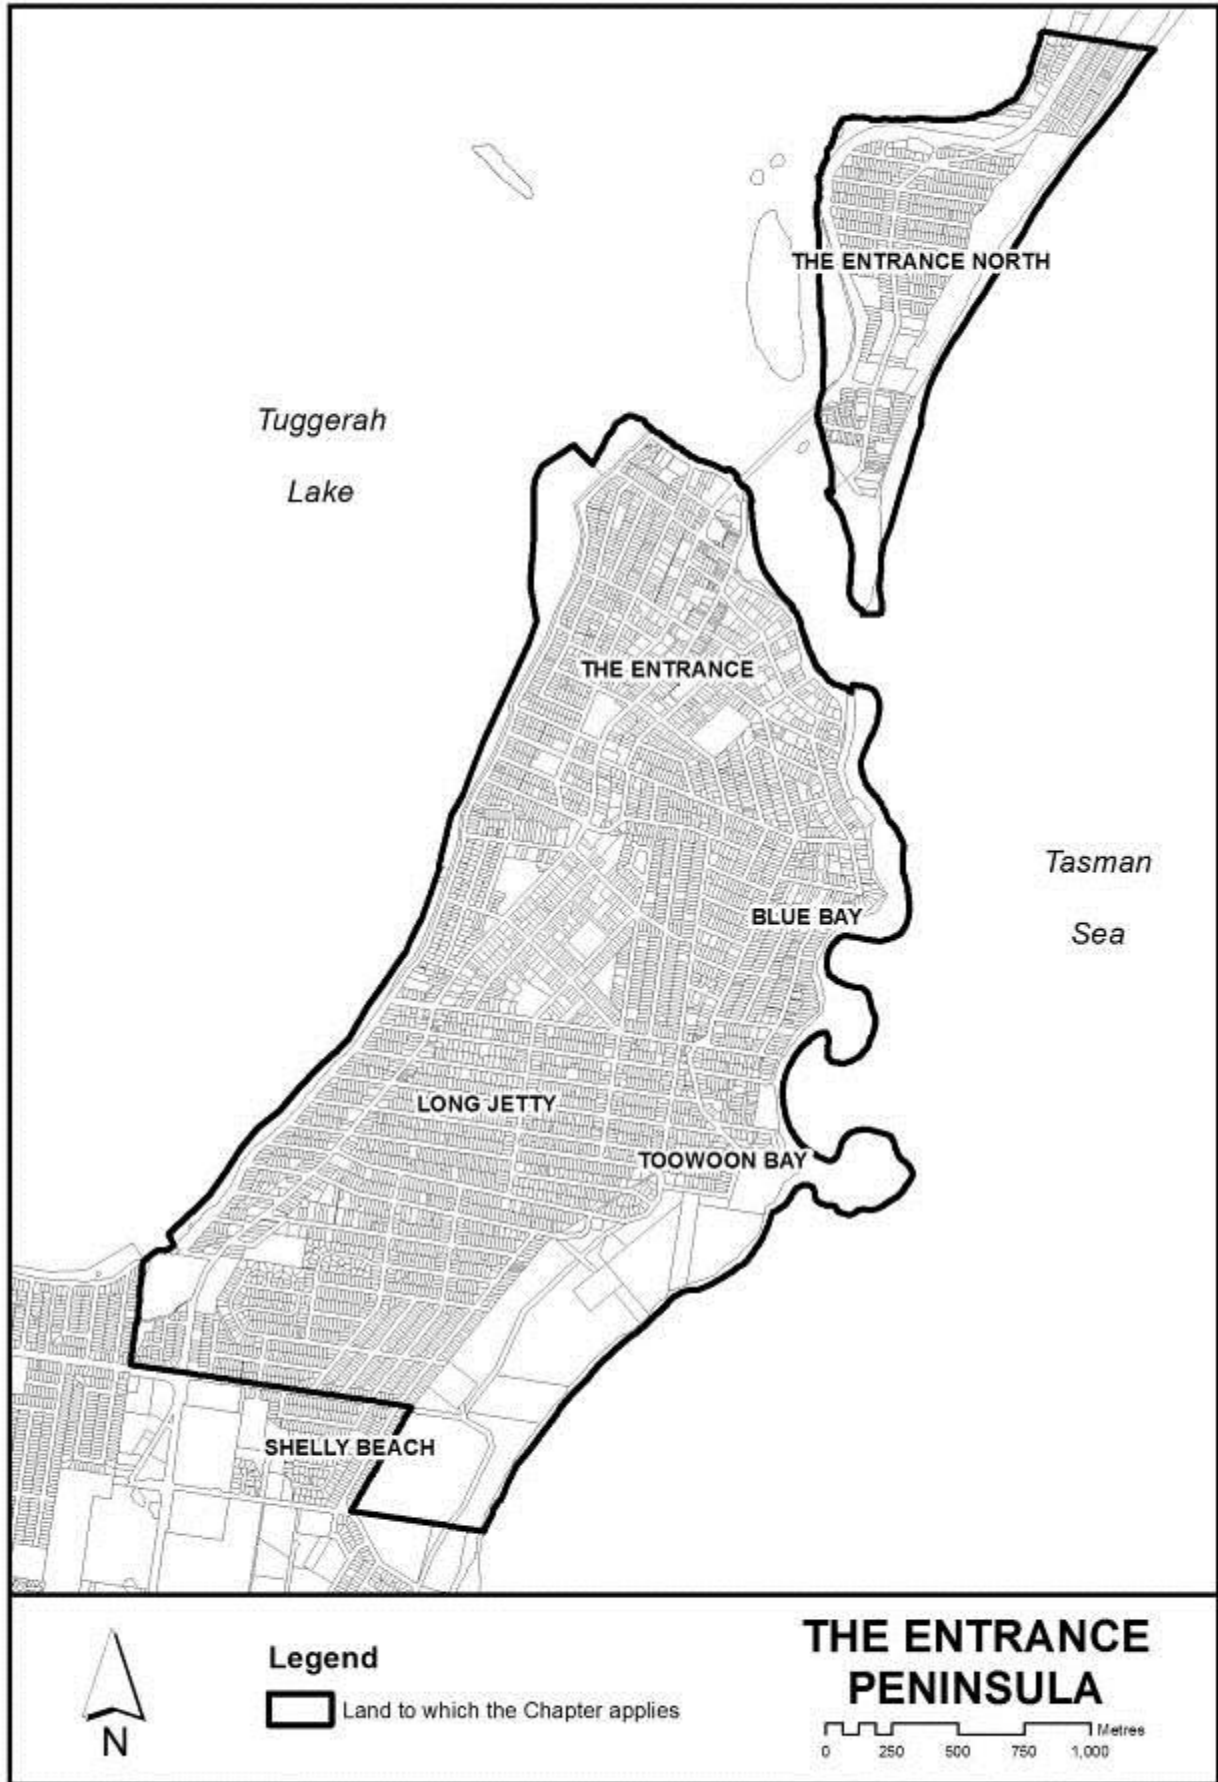 THE ENTRANCE NORTH
Tuggerah
Lake
THE ENTRANCE
Tasman
Sea
BLUE BAY
LONG JETTY
TOOWOON BAY
SHELLY BEACH
N
Legend
Land to which the Chapter applies
THE ENTRANCE
PENINSULA
Metres
0 250 500 750 1,000